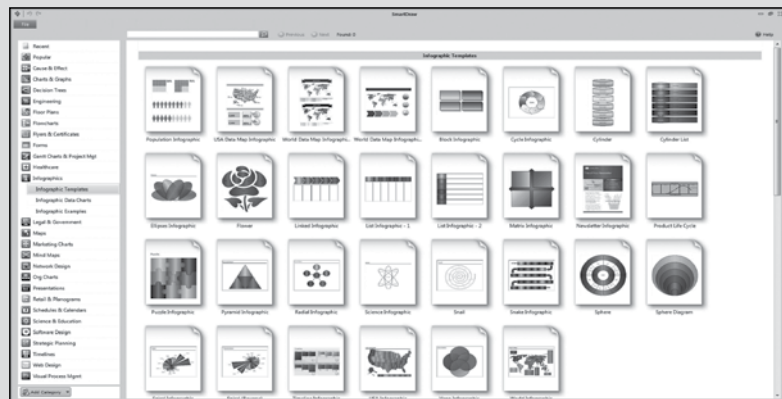 SmartDraw
File
Previous Next Found: 0
Help
Recent
Popular
Cause & Effect
Charts & Graphs
Decision Trees
Engineering
Floor Plans
Flowcharts
Flyers & Certificates
Forms
Gantt Charts & Project Mgt
Healthcare
Infographics
Infographic Templates
Infographic Data Charts
Infographic Examples
Legal & Government
Maps
Marketing Charts
Mind Maps
Network Design
Org Charts
Presentations
Retail & Planograms
Schedules & Calendars
Science & Education
Software Design
Strategic Planning
Timelines
Web Design
Visual Process Mgmt
Add Category
Infographic Templates
Population Infographic USA Data Map Infographic World Data Map Infographi... World Data Map Infographi... Block Infographic Cycle Infographic Cylinder Cylinder List
Ellipses Infographic Flower Linked Infographic List Infographic - 1 List Infographic - 2 Matrix Infographic Newsletter Infographic Product Life Cycle
Puzzle Infographic Pyramid Infographic Radial Infographic Science Infographic Snail Snake Infographic Sphere Sphere Diagram